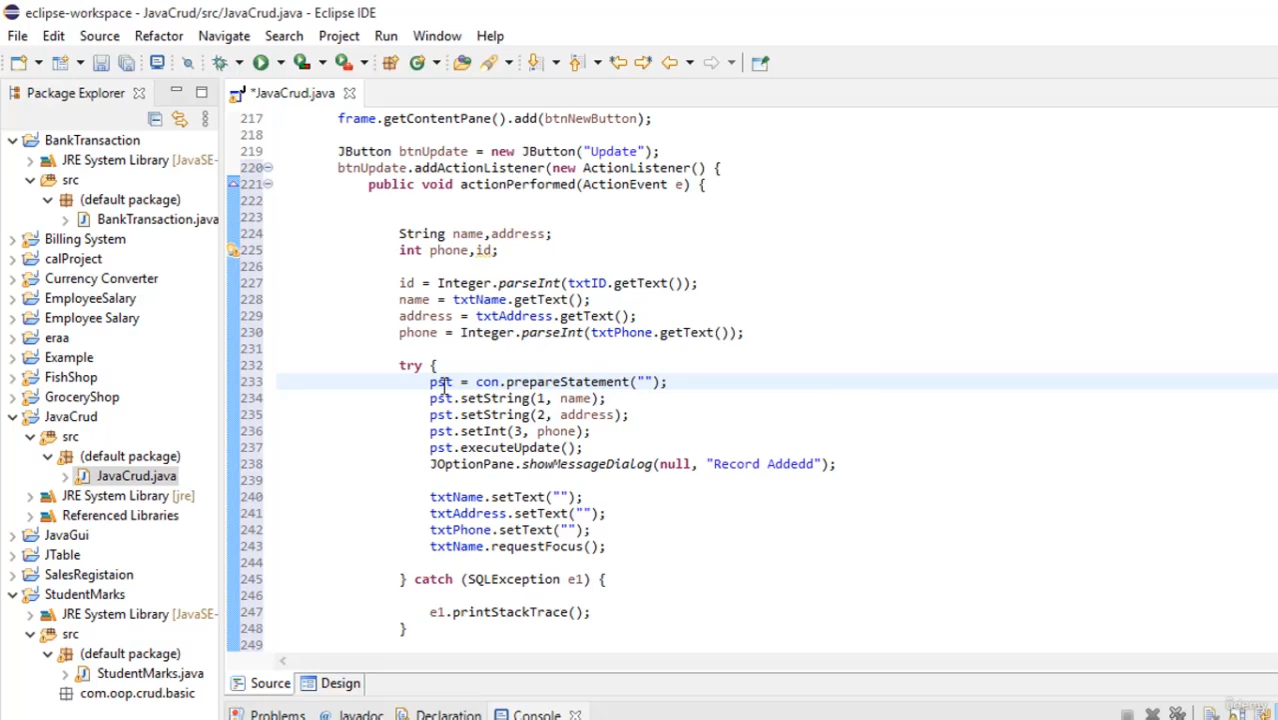 eclipse-workspace - JavaCrud/src/JavaCrud.java - Eclipse IDE
File Edit Source Refactor Navigate Search Project Run Window Help
Package Explorer
BankTransaction
JRE System Library [JavaSE-
src
(default package)
BankTransaction.java
Billing System
calProject
Currency Converter
EmployeeSalary
Employee Salary
eraa
Example
FishShop
GroceryShop
JavaCrud
src
(default package)
JavaCrud.java
JRE System Library [jre]
Referenced Libraries
JavaGui
JTable
SalesRegistaion
StudentMarks
JRE System Library [JavaSE-
src
(default package)
StudentMarks.java
com.oop.crud.basic
*JavaCrud.java
217 frame.getContentPane().add(btnNewButton);
218
219 JButton btnUpdate = new JButton("Update");
220 btnUpdate.addActionListener(new ActionListener() {
221 public void actionPerformed(ActionEvent e) {
222
223
224 String name,address;
225 int phone,id;
226
227 id = Integer.parseInt(txtID.getText());
228 name = txtName.getText();
229 address = txtAddress.getText();
230 phone = Integer.parseInt(txtPhone.getText());
231
232 try {
233 pst = con.prepareStatement("");
234 pst.setString(1, name);
235 pst.setString(2, address);
236 pst.setInt(3, phone);
237 pst.executeUpdate();
238 JOptionPane.showMessageDialog(null, "Record Addedd");
239
240 txtName.setText("");
241 txtAddress.setText("");
242 txtPhone.setText("");
243 txtName.requestFocus();
244
245 } catch (SQLException e1) {
246
247 e1.printStackTrace();
248 }
249
Source Design
Problems Javadoc Declaration Console
udemy